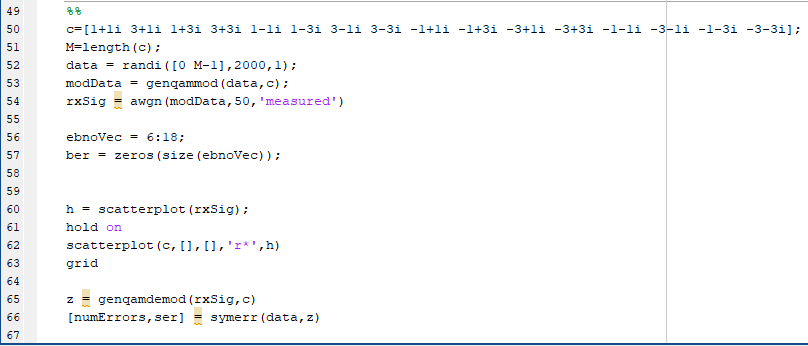 49 %%
50 c=[1+1i 3+1i 1+3i 3+3i 1-1i 1-3i 3-1i 3-3i -1+1i -1+3i -3+1i -3+3i -1-1i -3-1i -1-3i -3-3i];
51 M=length(c);
52 data = randi([0 M-1],2000,1);
53 modData = genqammod(data,c);
54 rxSig = awgn(modData,50,'measured')
55
56 ebnoVec = 6:18;
57 ber = zeros(size(ebnoVec));
58
59
60 h = scatterplot(rxSig);
61 hold on
62 scatterplot(c,[],[],'r*',h)
63 grid
64
65 z = genqamdemod(rxSig,c)
66 [numErrors,ser] = symerr(data,z)
67